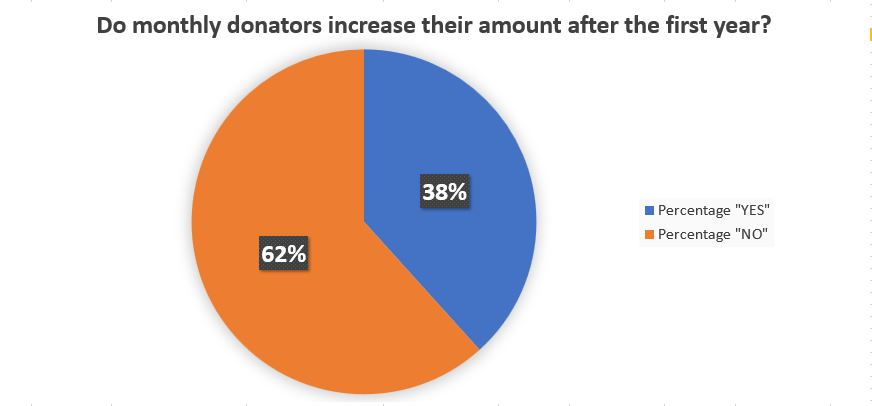 Do monthly donators increase their amount after the first year?
38%
62%
Percentage "YES"
Percentage "NO"